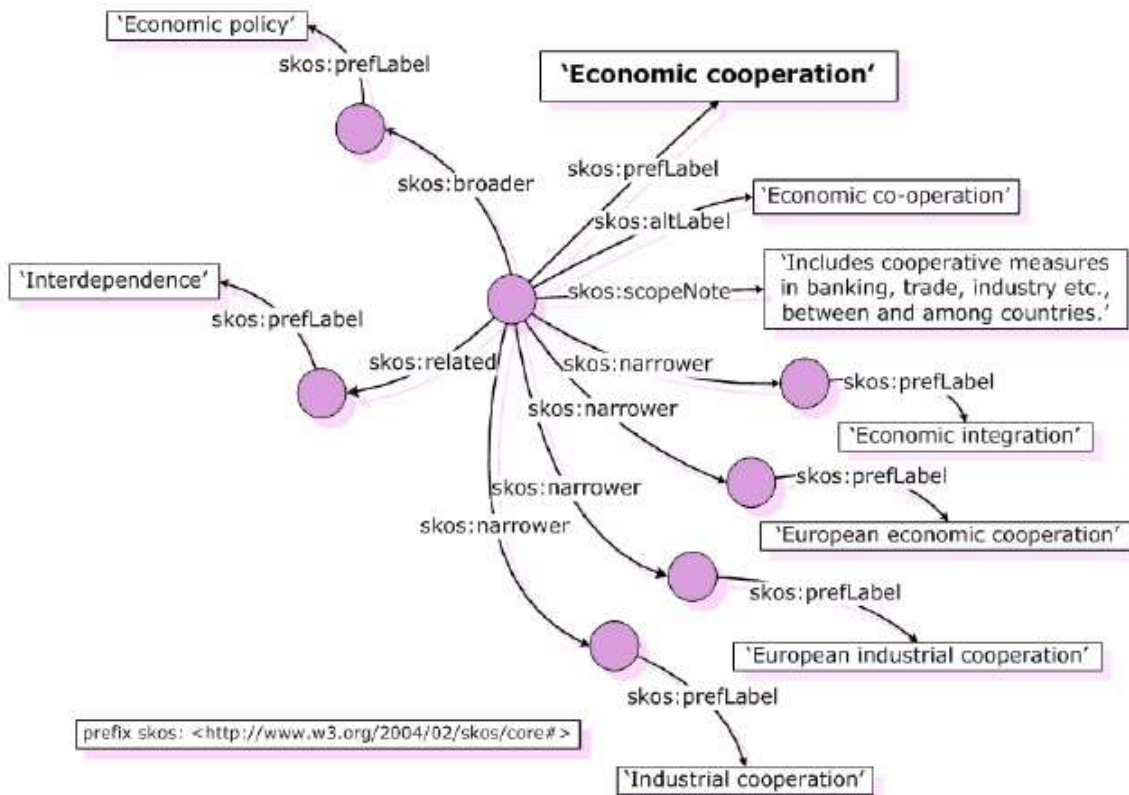 ‘Economic policy’
skos:prefLabel
‘Economic cooperation’
skos:prefLabel
skos:broader
‘Economic co-operation’
skos:altLabel
‘Interdependence’
skos:prefLabel
‘Includes cooperative measures
in banking, trade, industry etc.,
between and among countries.’
skos:scopeNote
skos:related
skos:narrower
skos:prefLabel
‘Economic integration’
skos:narrower
skos:prefLabel
‘European economic cooperation’
skos:narrower
skos:prefLabel
‘European industrial cooperation’
skos:narrower
skos:prefLabel
‘Industrial cooperation’
prefix skos: <http://www.w3.org/2004/02/skos/core#>